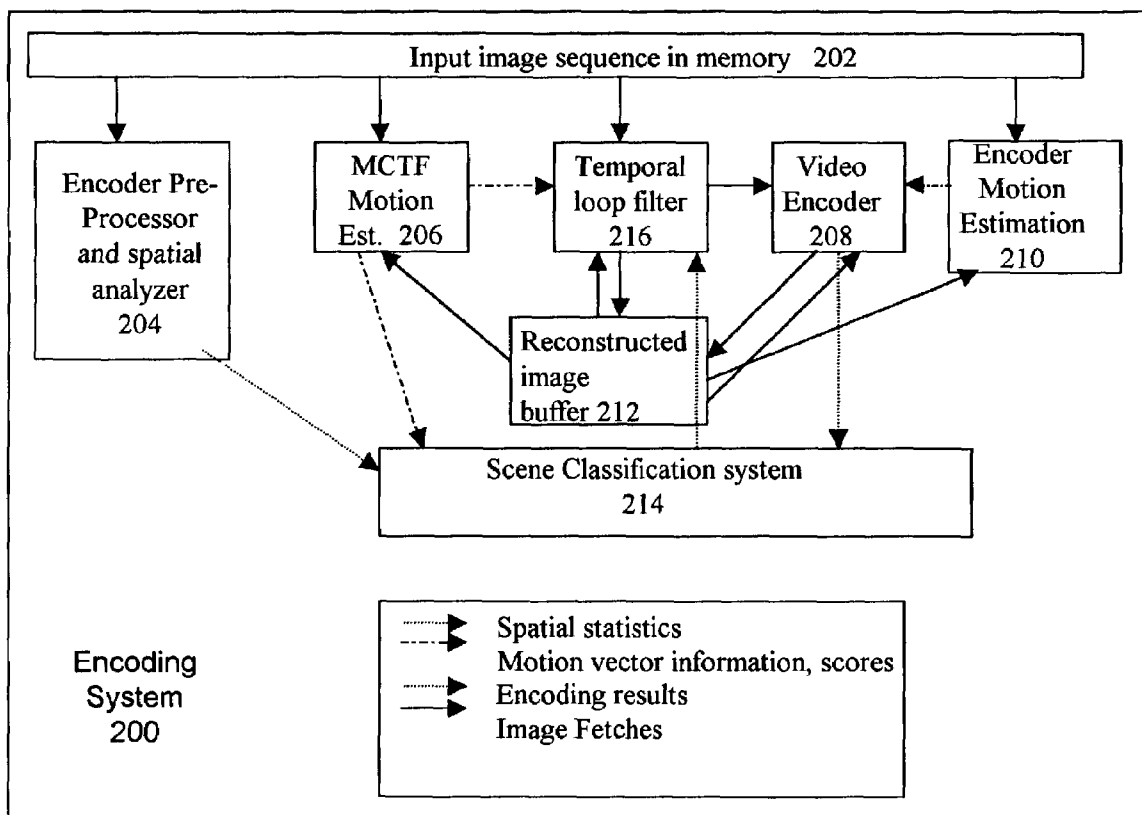 Input image sequence in memory 202
Encoder Pre-
Processor
and spatial
analyzer
204
MCTF
Motion
Est. 206
Temporal
loop filter
216
Video
Encoder
208
Encoder
Motion
Estimation
210
Reconstructed
image
buffer 212
Scene Classification system
214
Encoding
System
200
Spatial statistics
Motion vector information, scores
Encoding results
Image Fetches